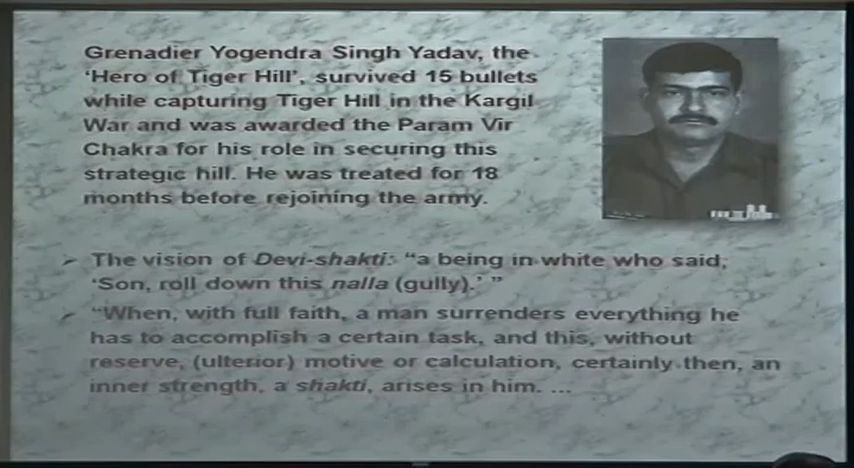 Grenadier Yogendra Singh Yadav, the
‘Hero of Tiger Hill’, survived 15 bullets
while capturing Tiger Hill in the Kargil
War and was awarded the Param Vir
Chakra for his role in securing this
strategic hill. He was treated for 18
months before rejoining the army.
➢ The vision of Devi-shakti: “a being in white who said,
‘Son, roll down this nalla (gully).’ ”
➢ “When, with full faith, a man surrenders everything he
has to accomplish a certain task, and this, without
reserve, (ulterior) motive or calculation, certainly then, an
inner strength, a shakti, arises in him. ...